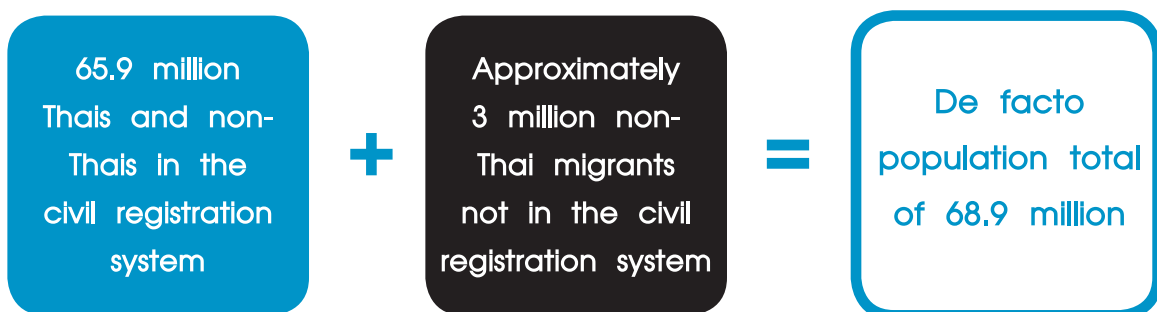 65.9 million
Thais and non-
Thais in the
civil registration
system
+
Approximately
3 million non-
Thai migrants
not in the civil
registration system
=
De facto
population total
of 68.9 million